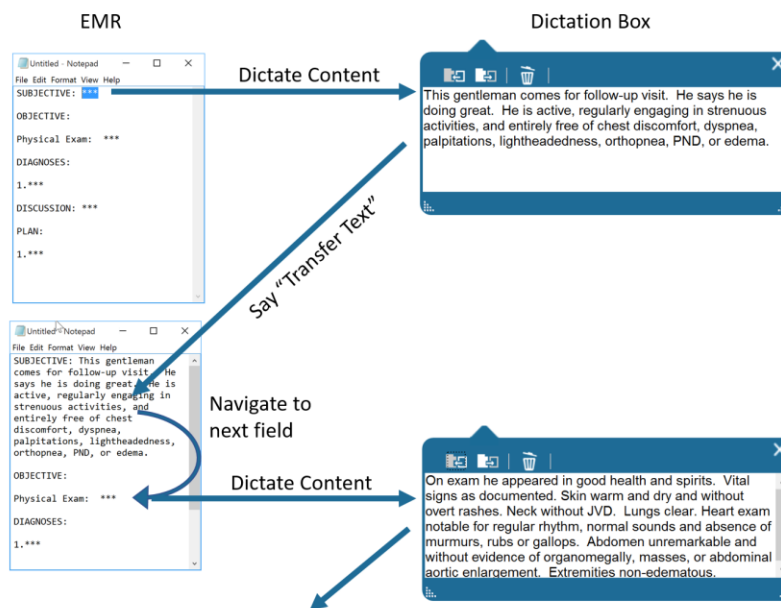 EMR
Dictation Box
Untitled - Notepad
File Edit Format View Help
SUBJECTIVE: ***
OBJECTIVE:
Physical Exam: ***
DIAGNOSES:
1.***
DISCUSSION: ***
PLAN:
1.***
Dictate Content
This gentleman comes for follow-up visit. He says he is
doing great. He is active, regularly engaging in strenuous
activities, and entirely free of chest discomfort, dyspnea,
palpitations, lightheadedness, orthopnea, PND, or edema.
Say “Transfer Text”
Untitled - Notepad
File Edit Format View Help
SUBJECTIVE: This gentleman
comes for follow-up visit. He
says he is doing great. He is
active, regularly engaging in
strenuous activities, and
entirely free of chest
discomfort, dyspnea,
palpitations, lightheadedness,
orthopnea, PND, or edema.
OBJECTIVE:
Physical Exam: ***
DIAGNOSES:
1.***
Navigate to
next field
Dictate Content
On exam he appeared in good health and spirits. Vital
signs as documented. Skin warm and dry and without
overt rashes. Neck without JVD. Lungs clear. Heart exam
notable for regular rhythm, normal sounds and absence of
murmurs, rubs or gallops. Abdomen unremarkable and
without evidence of organomegally, masses, or abdominal
aortic enlargement. Extremities non-edematous.